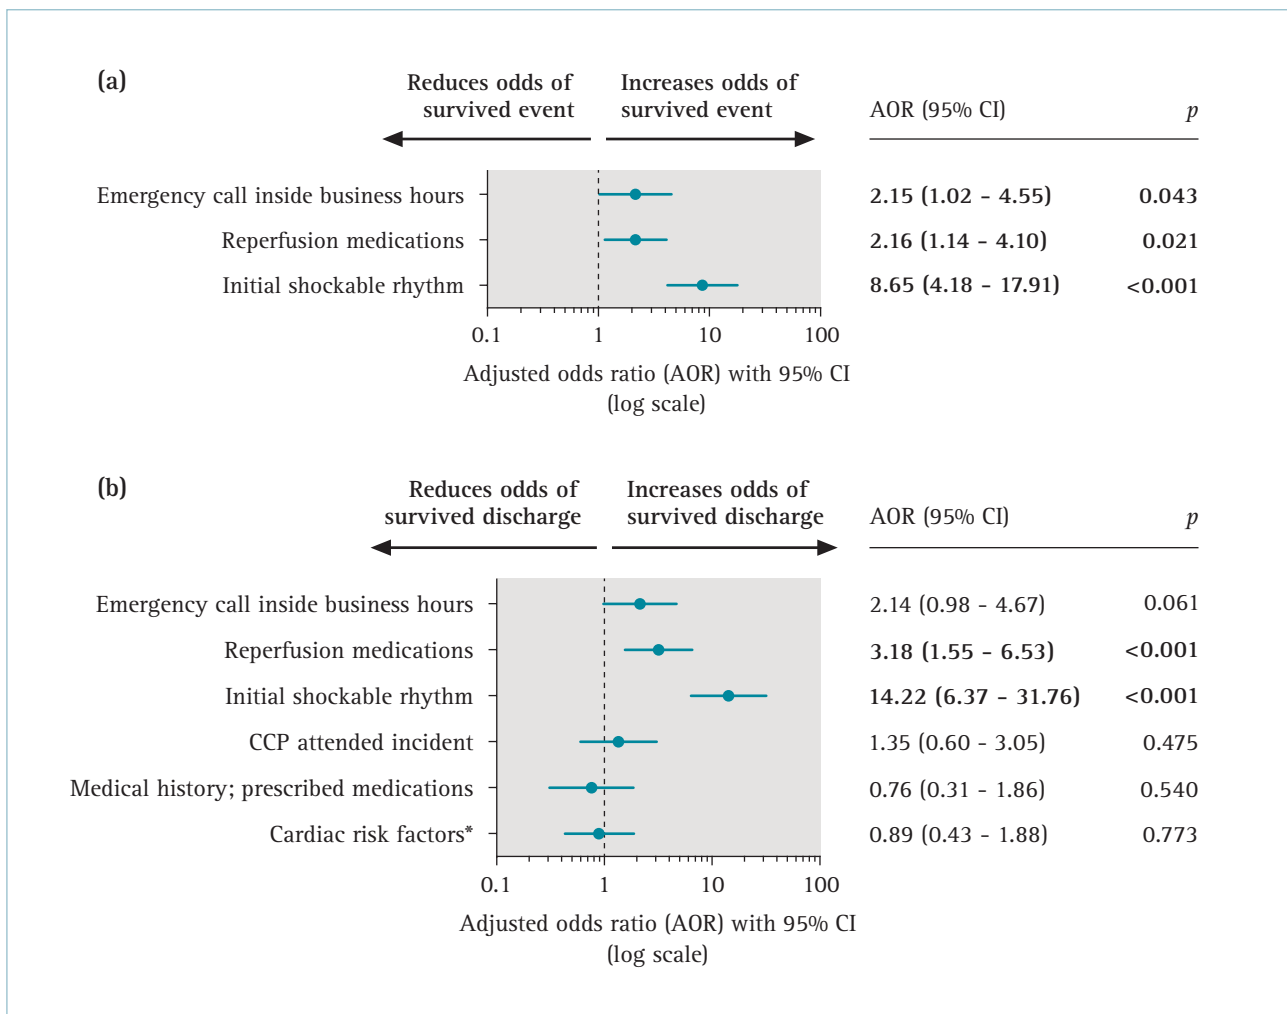 (a)
Reduces odds of
survived event
Increases odds of
survived event
AOR (95% CI) p
Emergency call inside business hours 2.15 (1.02 - 4.55) 0.043
Reperfusion medications 2.16 (1.14 - 4.10) 0.021
Initial shockable rhythm 8.65 (4.18 - 17.91) <0.001
0.1 1 10 100
Adjusted odds ratio (AOR) with 95% CI
(log scale)
(b)
Reduces odds of
survived discharge
Increases odds of
survived discharge
AOR (95% CI) p
Emergency call inside business hours 2.14 (0.98 - 4.67) 0.061
Reperfusion medications 3.18 (1.55 - 6.53) <0.001
Initial shockable rhythm 14.22 (6.37 - 31.76) <0.001
CCP attended incident 1.35 (0.60 - 3.05) 0.475
Medical history; prescribed medications 0.76 (0.31 - 1.86) 0.540
Cardiac risk factors* 0.89 (0.43 - 1.88) 0.773
0.1 1 10 100
Adjusted odds ratio (AOR) with 95% CI
(log scale)